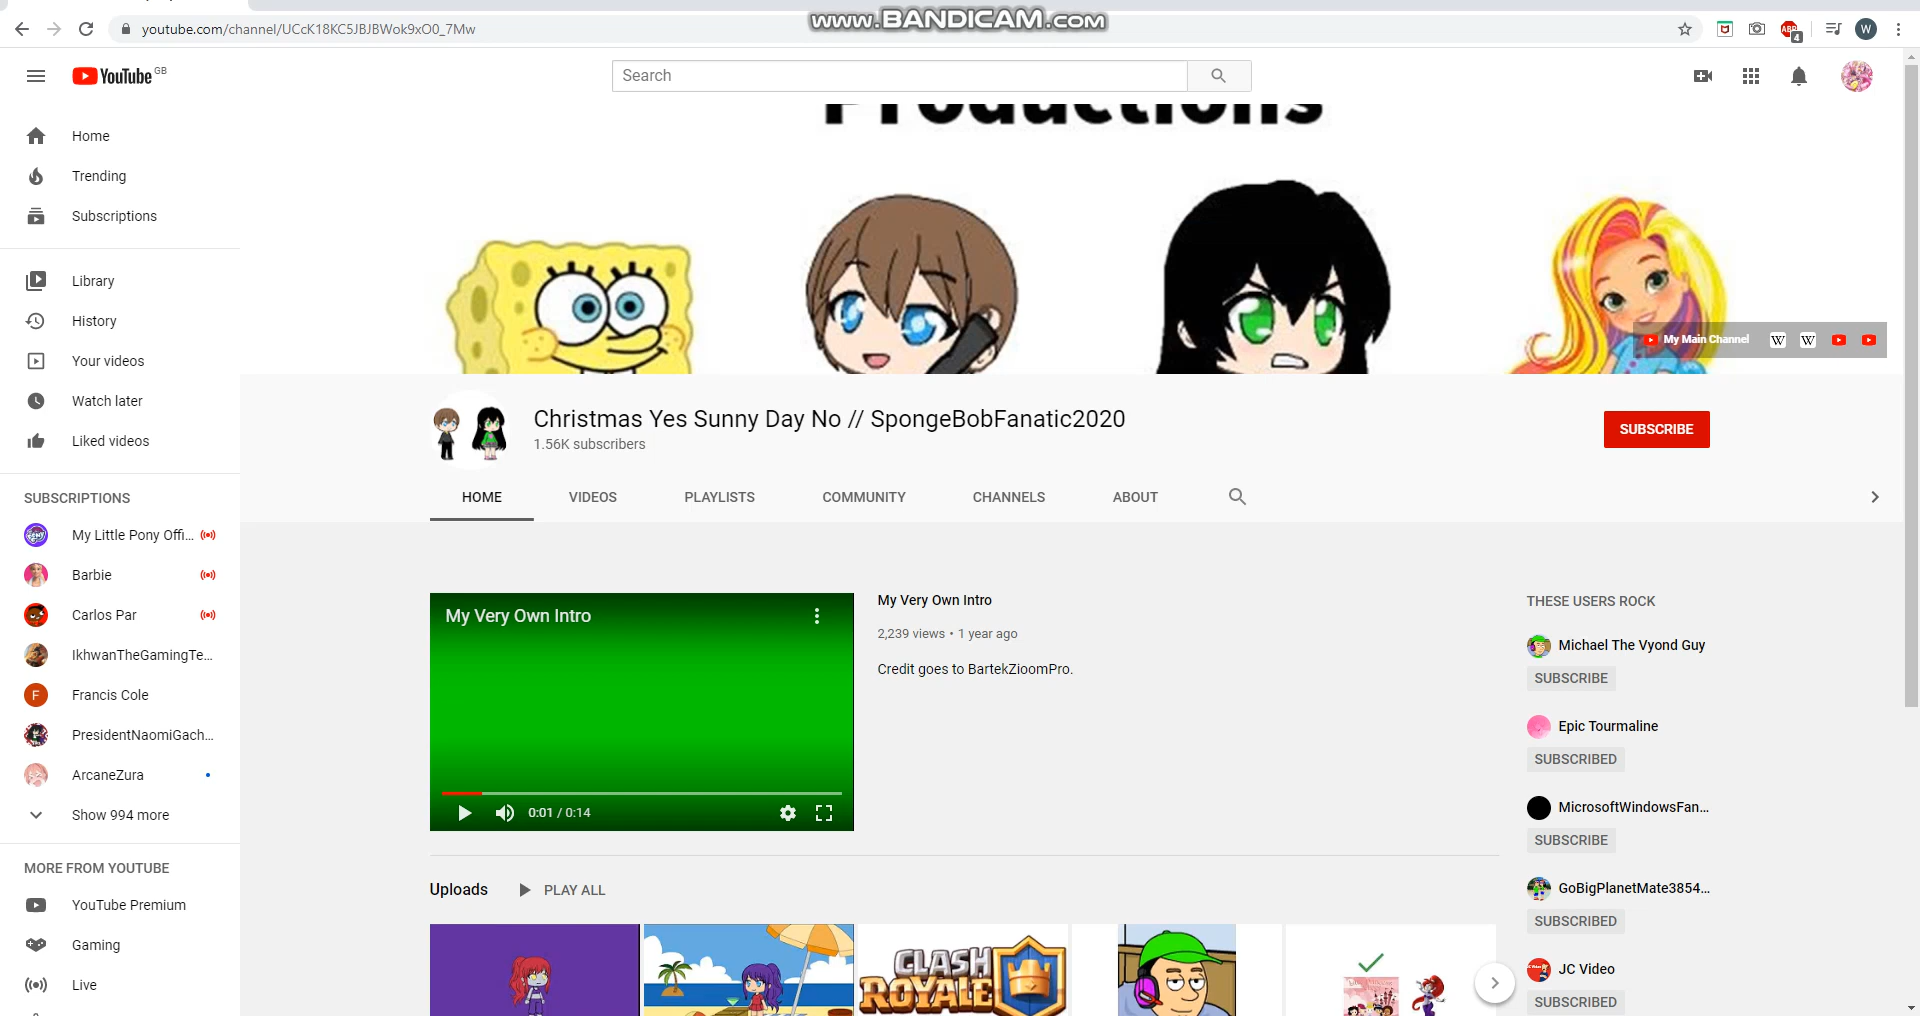 www.BANDICAM.com
youtube.com/channel/UCcK18KC5JBJBWok9xO0_7Mw
ABP
4
W
YouTube GB
Search
Productions
Home
Trending
Subscriptions
Library
History
Your videos
Watch later
Liked videos
My Main Channel
W
W
Christmas Yes Sunny Day No // SpongeBobFanatic2020
1.56K subscribers
SUBSCRIBE
HOME
VIDEOS
PLAYLISTS
COMMUNITY
CHANNELS
ABOUT
SUBSCRIPTIONS
My Little Pony Offi...
Barbie
Carlos Par
IkhwanTheGamingTe...
F
Francis Cole
PresidentNaomiGach...
ArcaneZura
Show 994 more
MORE FROM YOUTUBE
YouTube Premium
Gaming
Live
My Very Own Intro
0:01 / 0:14
My Very Own Intro
2,239 views • 1 year ago
Credit goes to BartekZioomPro.
Uploads
PLAY ALL
CLASH
ROYALE
THESE USERS ROCK
Michael The Vyond Guy
SUBSCRIBE
Epic Tourmaline
SUBSCRIBED
MicrosoftWindowsFan...
SUBSCRIBE
GoBigPlanetMate3854...
SUBSCRIBED
JC Video
SUBSCRIBED